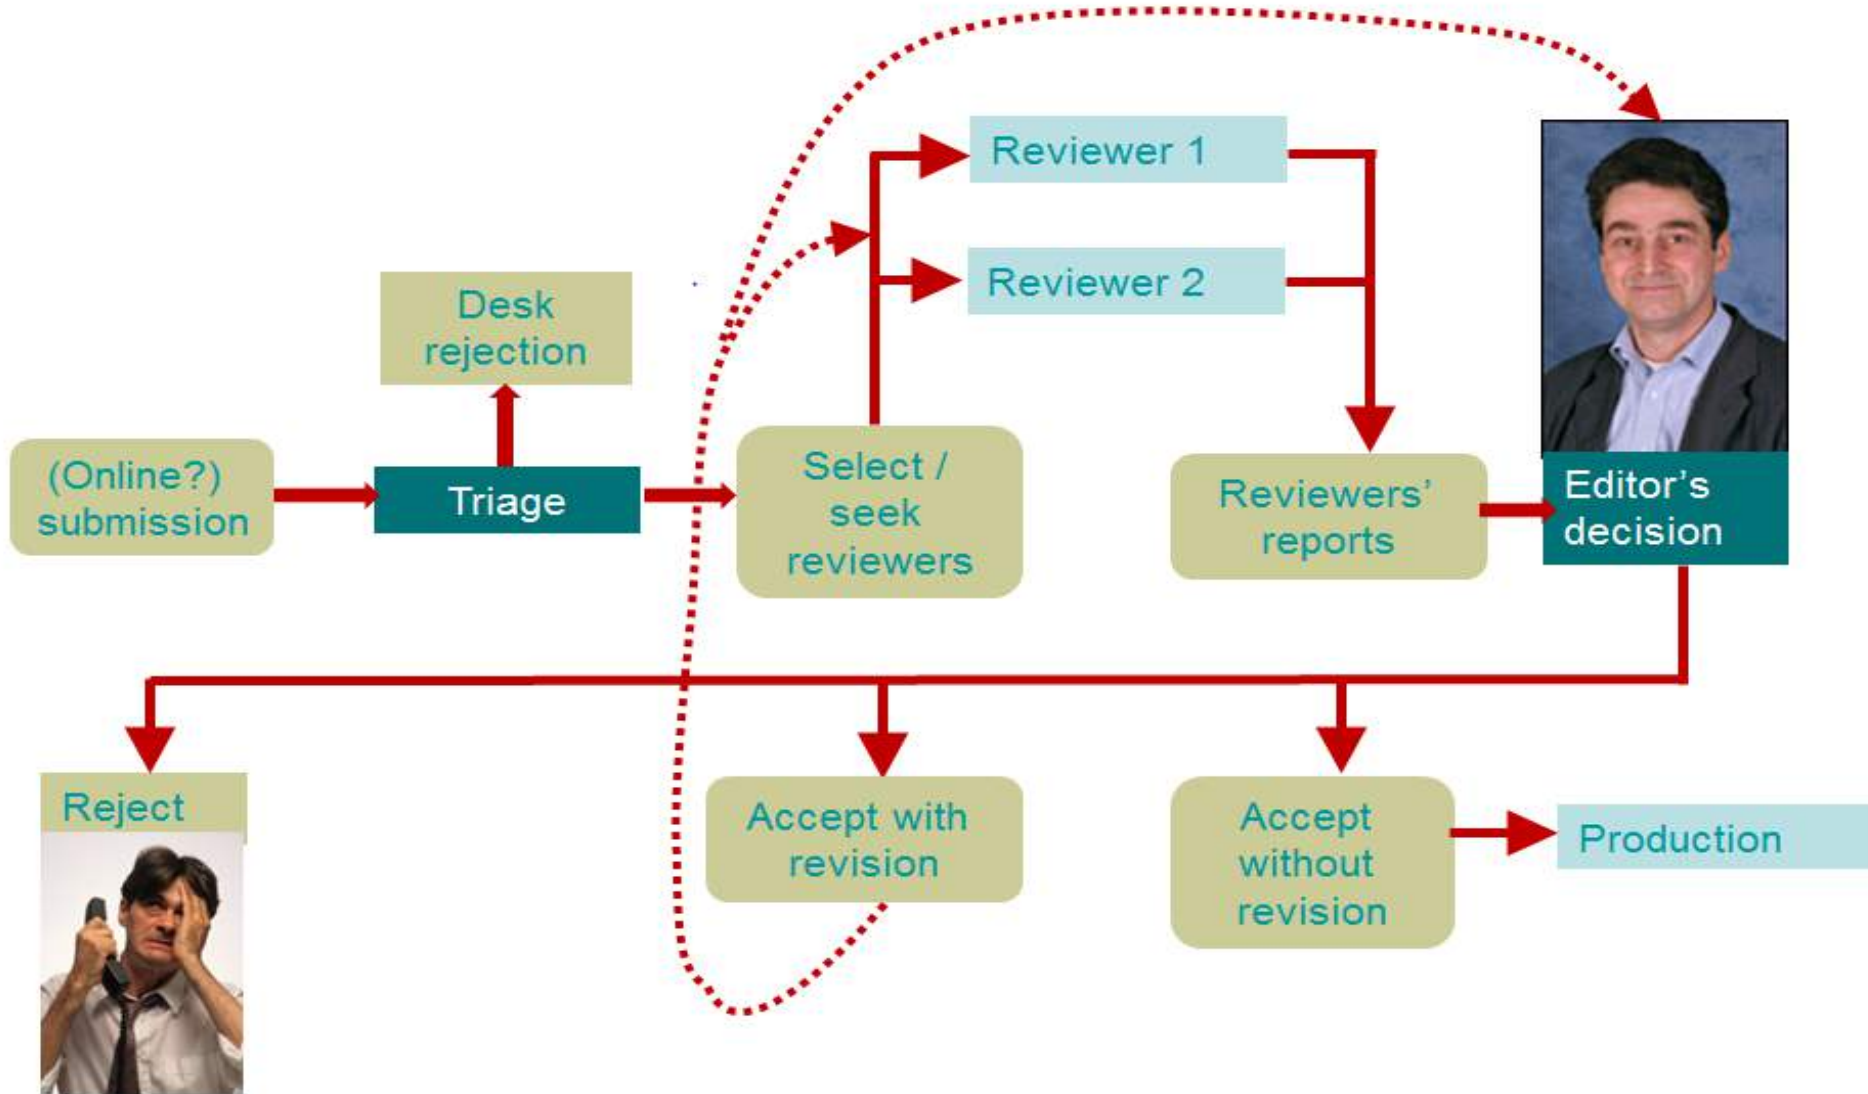 Reviewer 1
Reviewer 2
Desk
rejection
(Online?)
submission
Triage
Select /
seek
reviewers
Reviewers’
reports
Editor’s
decision
Reject
Accept with
revision
Accept
without
revision
Production